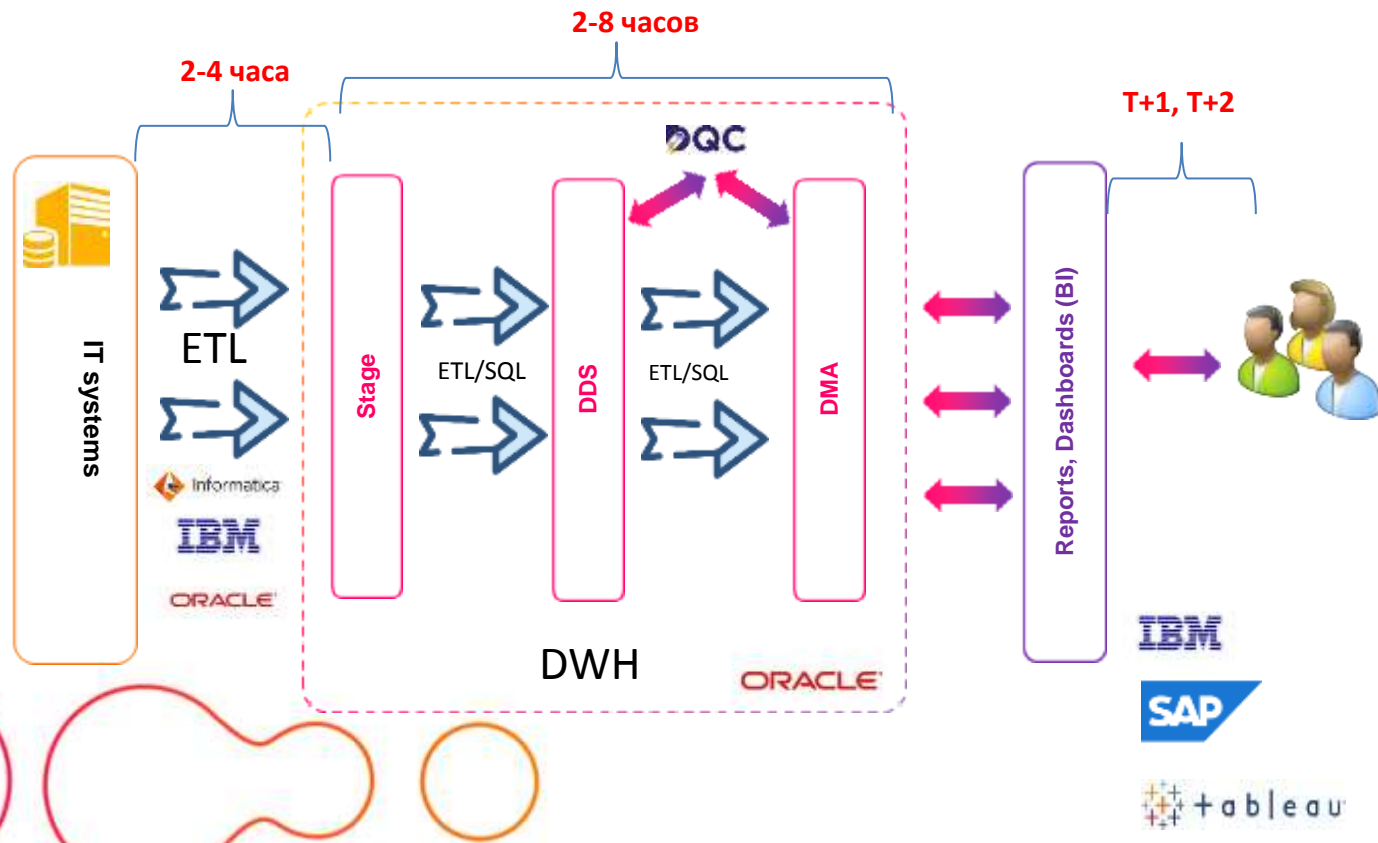 2-8 часов
2-4 часа
T+1, T+2
DQC
IT systems
ETL
Informatica
IBM
ORACLE
Stage
ETL/SQL
DDS
ETL/SQL
DMA
DWH
ORACLE
Reports, Dashboards (BI)
IBM
SAP
+ableau